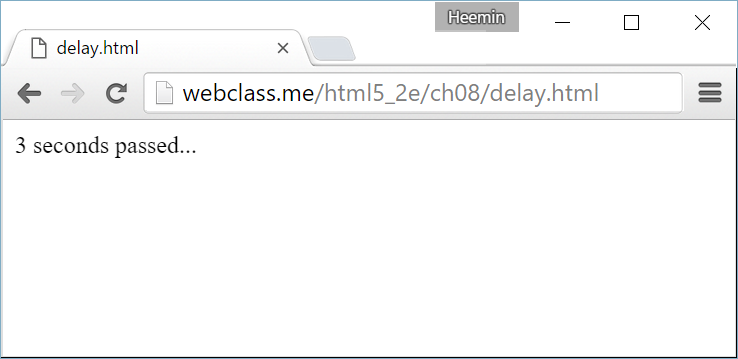 Heemin
delay.html
webclass.me/html5_2e/ch08/delay.html
3 seconds passed...